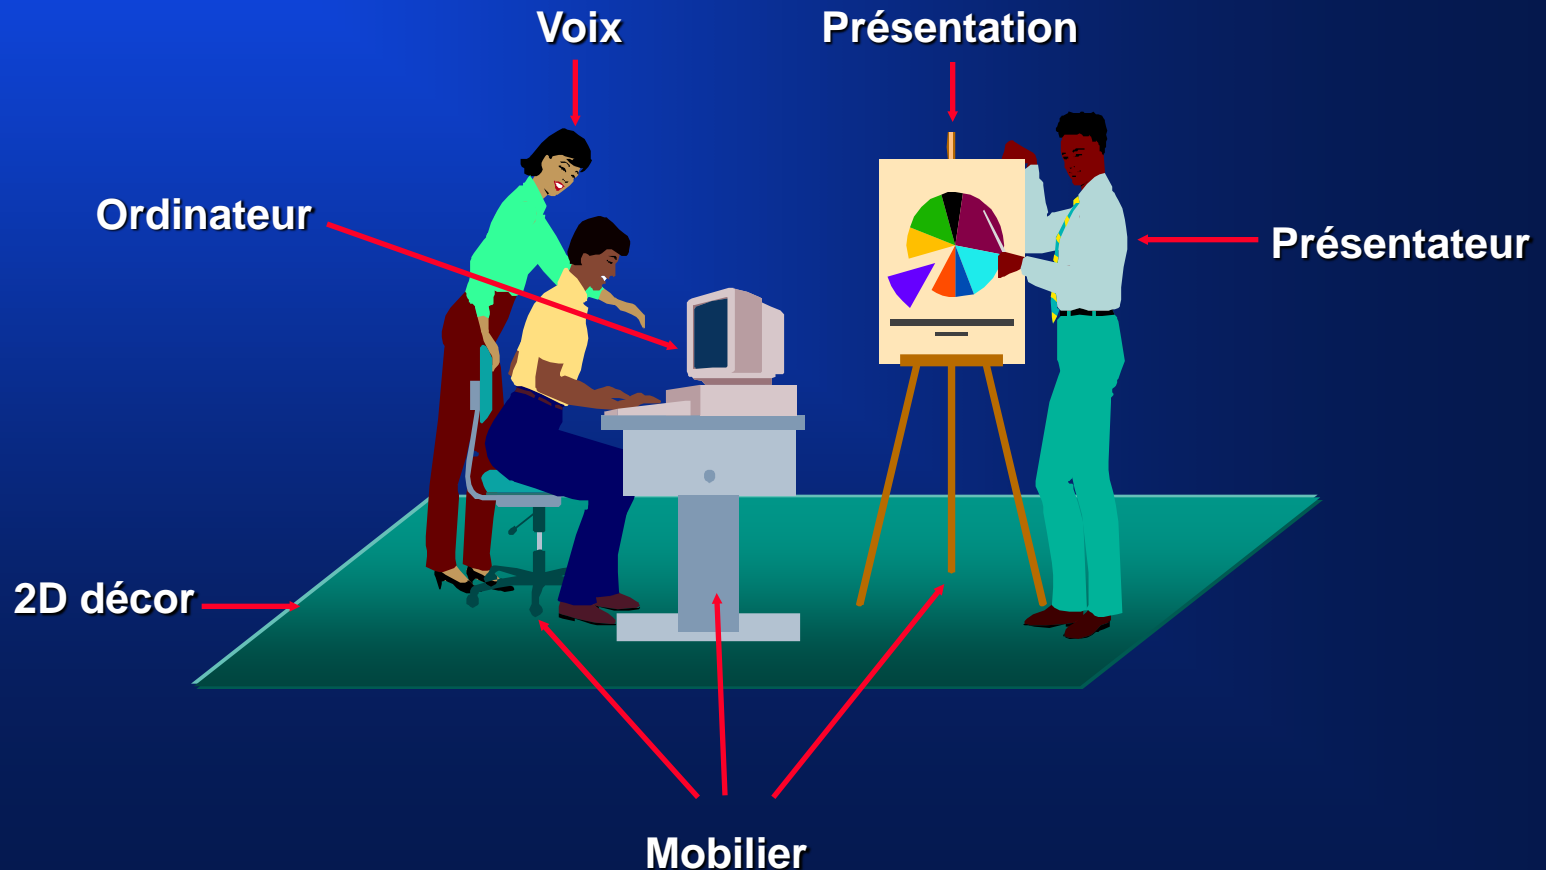 Voix
Présentation
Ordinateur
Présentateur
2D décor
Mobilier